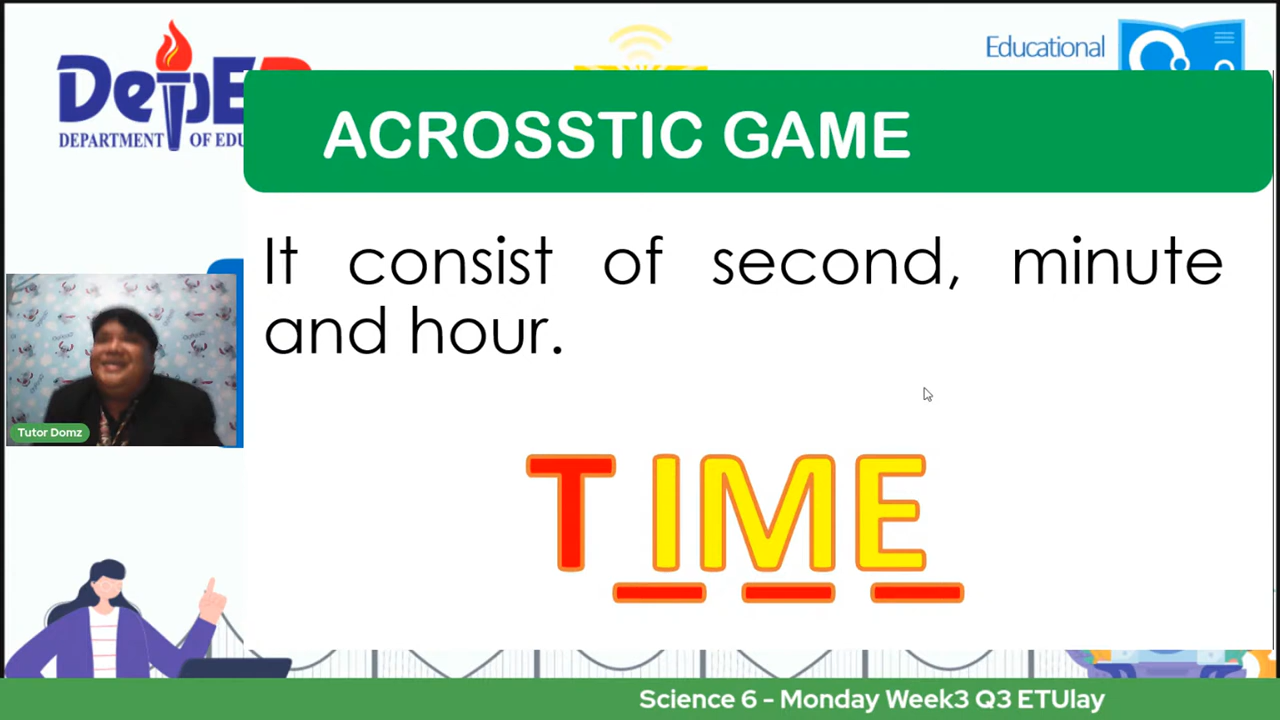 DepED
DEPARTMENT OF EDU
Educational
ACROSSTIC GAME
It consist of second, minute
and hour.
Tutor Domz
TIME
Science 6 - Monday Week3 Q3 ETUlay